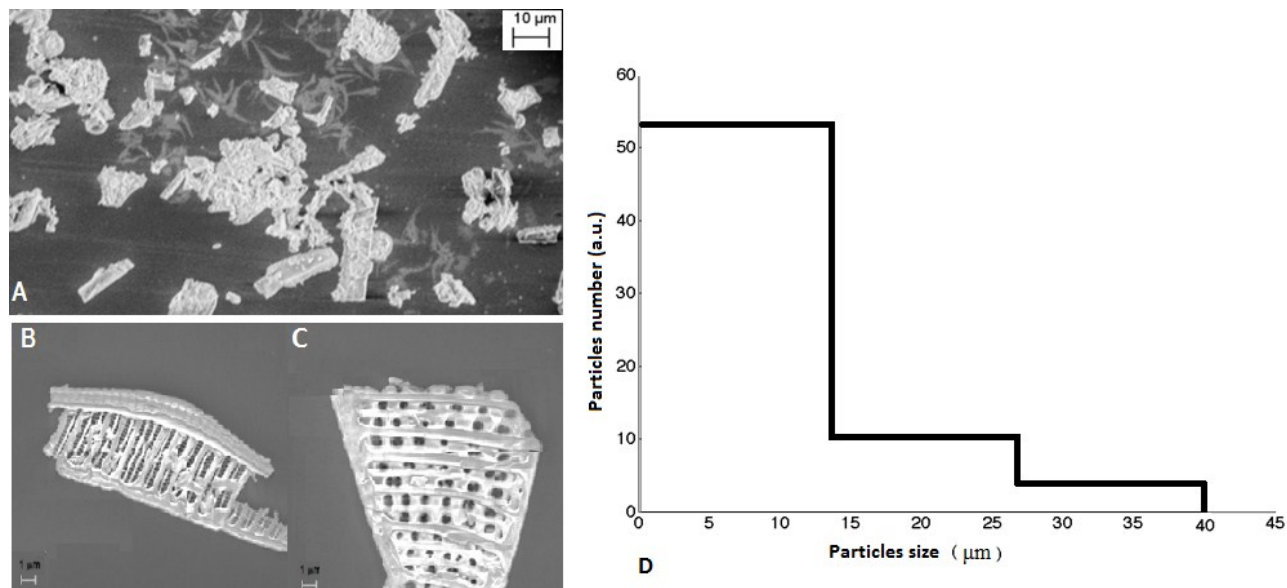 10 µm
A
B
C
1 µm
1 µm
60
50
40
30
20
10
0
Particles number (a.u.)
0 5 10 15 20 25 30 35 40 45
Particles size ( µm )
D